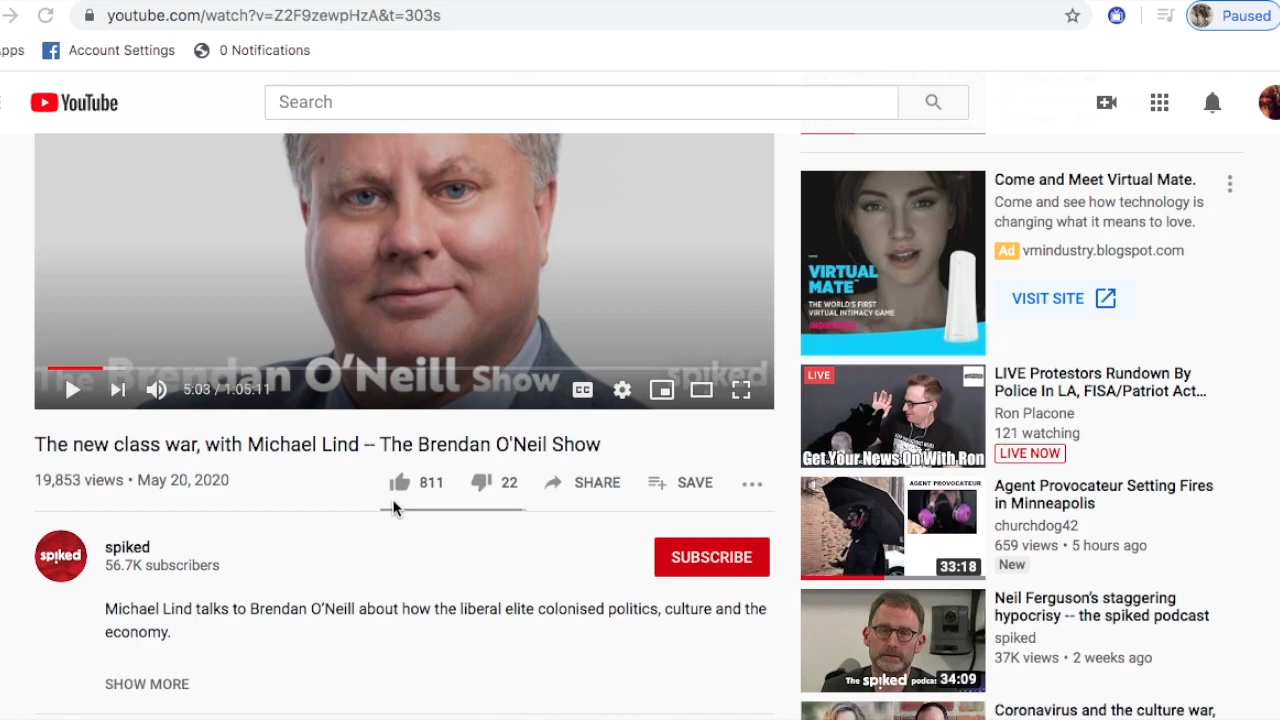 youtube.com/watch?v=Z2F9zewpHzA&t=303s
Paused
pps
Account Settings
0 Notifications
YouTube
Search
The Brendan O'Neill Show
spiked
5:03 / 1:05:11
CC
The new class war, with Michael Lind -- The Brendan O'Neil Show
19,853 views • May 20, 2020
811
22
SHARE
SAVE
spiked
spiked
56.7K subscribers
SUBSCRIBE
Michael Lind talks to Brendan O'Neill about how the liberal elite colonised politics, culture and the
economy.
SHOW MORE
VIRTUAL
MATE
THE WORLD'S FIRST
VIRTUAL INTIMACY GAME
Come and Meet Virtual Mate.
Come and see how technology is
changing what it means to love.
Ad vmindustry.blogspot.com
VISIT SITE
LIVE
Get Your News On With Ron
LIVE Protestors Rundown By
Police In LA, FISA/Patriot Act...
Ron Placone
121 watching
LIVE NOW
AGENT PROVOCATEUR
33:18
Agent Provocateur Setting Fires
in Minneapolis
churchdog42
659 views • 5 hours ago
New
The spiked podcast
34:09
Neil Ferguson's staggering
hypocrisy -- the spiked podcast
spiked
37K views • 2 weeks ago
Coronavirus and the culture war,